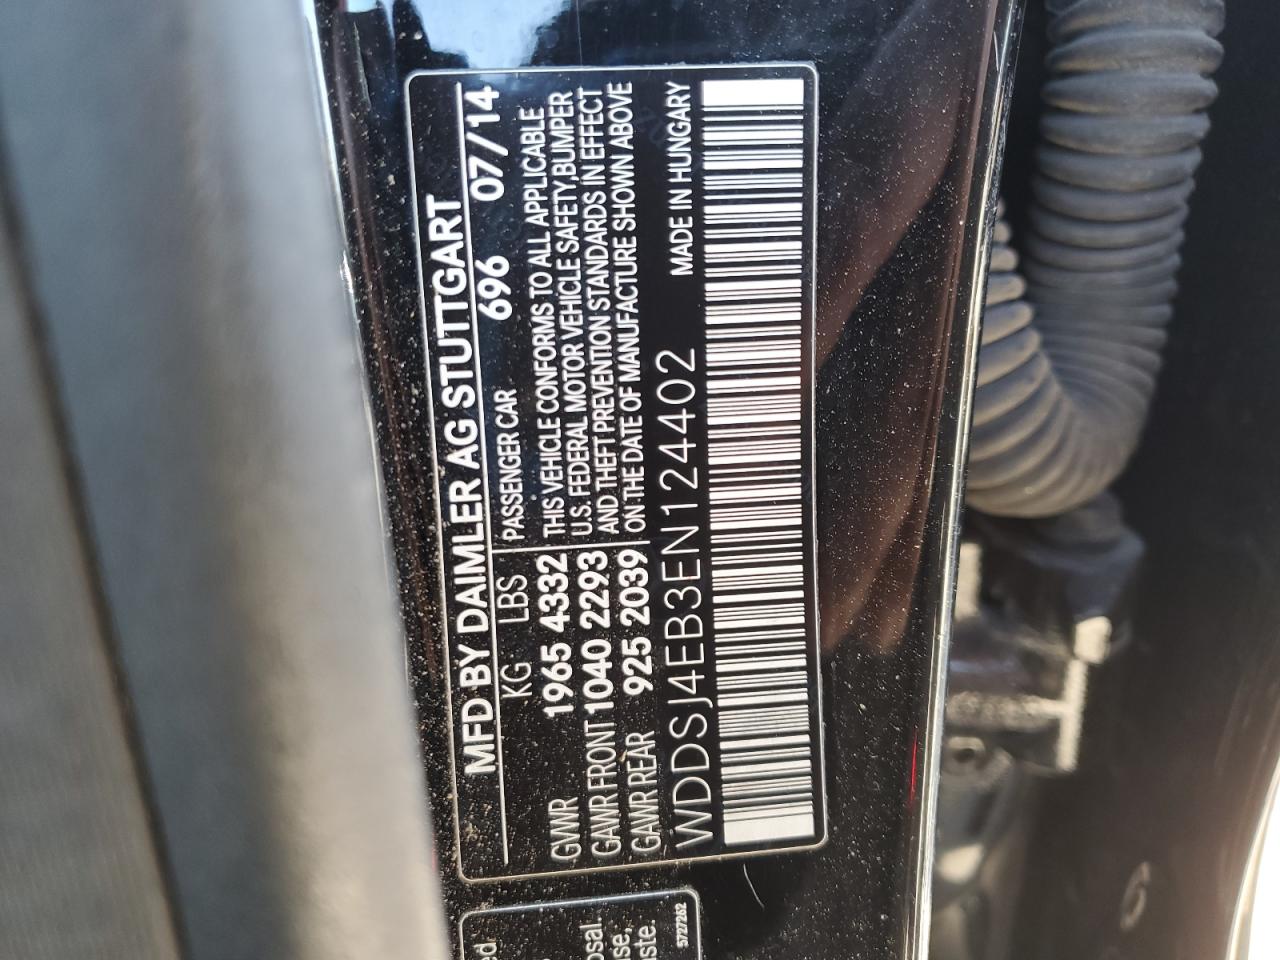 MFD BY DAIMLER AG STUTTGART
696 07/14
KG LBS PASSENGER CAR
GVWR 1965 4332 THIS VEHICLE CONFORMS TO ALL APPLICABLE
GAWR FRONT 1040 2293 U.S. FEDERAL MOTOR VEHICLE SAFETY,BUMPER
AND THEFT PREVENTION STANDARDS IN EFFECT
GAWR REAR 925 2039 ON THE DATE OF MANUFACTURE SHOWN ABOVE
WDDSJ4EB3EN124402 MADE IN HUNGARY
5727262